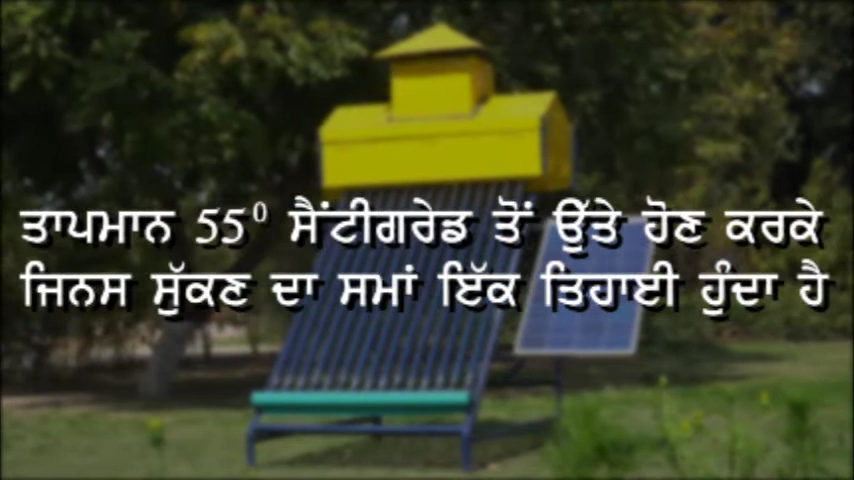 ਤਾਪਮਾਨ 55⁰ ਸੈਂਟੀਗਰੇਡ ਤੋਂ ਉੱਤੇ ਹੋਣ ਕਰਕੇ
ਜਿਨਸ ਸੁੱਕਣ ਦਾ ਸਮਾਂ ਇੱਕ ਤਿਹਾਈ ਹੁੰਦਾ ਹੈ